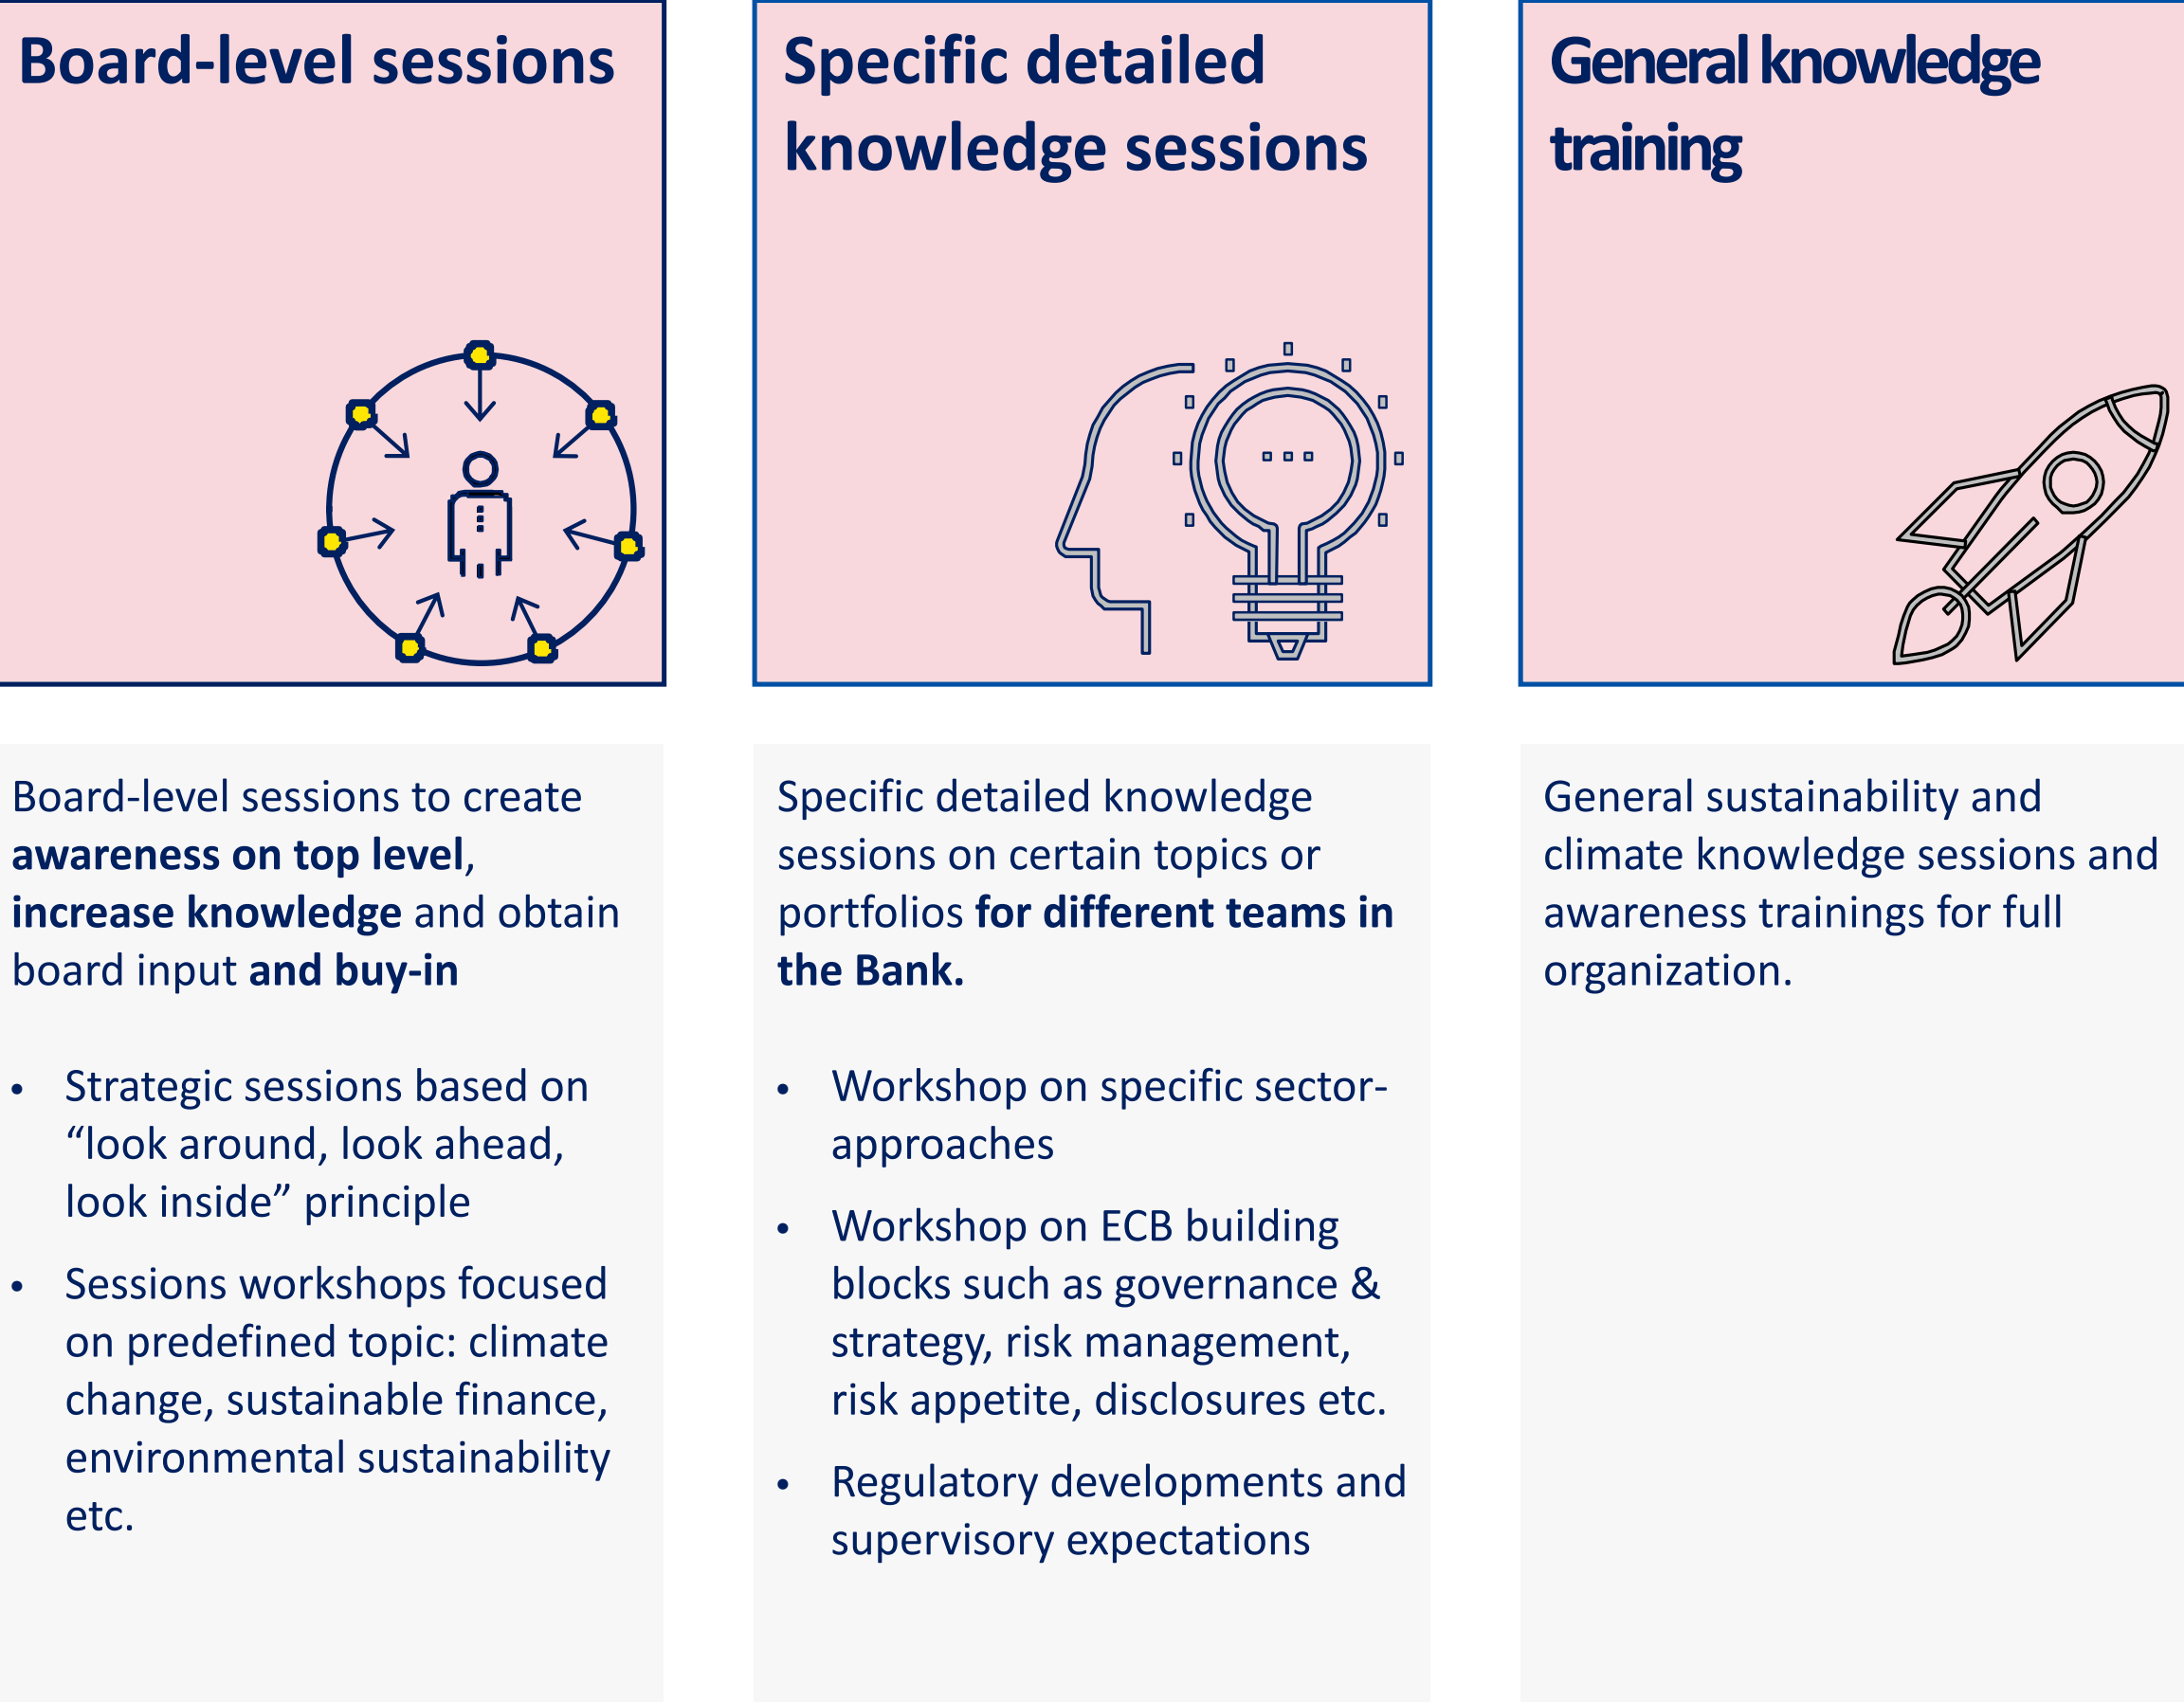 Board-level sessions
Board-level sessions to create
awareness on top level,
increase knowledge and obtain
board input and buy-in
• Strategic sessions based on
“look around, look ahead,
look inside” principle
• Sessions workshops focused
on predefined topic: climate
change, sustainable finance,
environmental sustainability
etc.
Specific detailed
knowledge sessions
Specific detailed knowledge
sessions on certain topics or
portfolios for different teams in
the Bank.
• Workshop on specific sector-
approaches
• Workshop on ECB building
blocks such as governance &
strategy, risk management,
risk appetite, disclosures etc.
• Regulatory developments and
supervisory expectations
General knowledge
training
General sustainability and
climate knowledge sessions and
awareness trainings for full
organization.